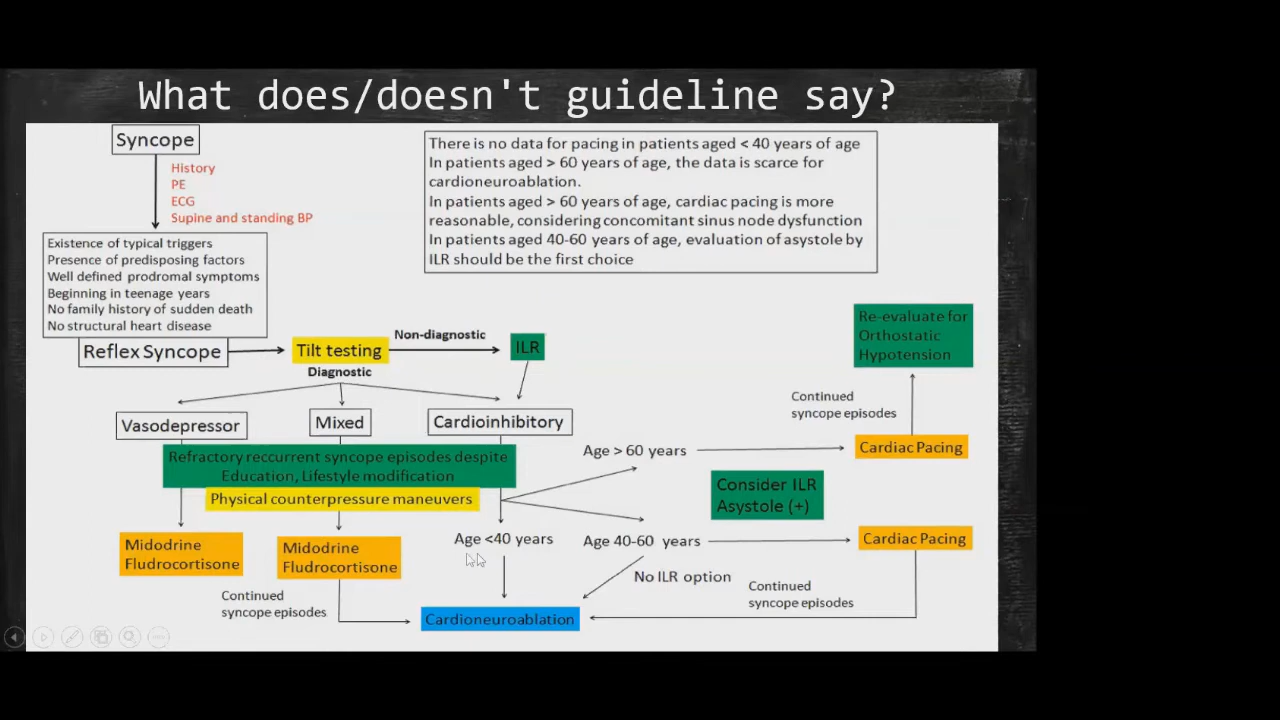 What does/doesn't guideline say?
Syncope
History
PE
ECG
Supine and standing BP
There is no data for pacing in patients aged < 40 years of age
In patients aged > 60 years of age, the data is scarce for
cardioneuroablation.
In patients aged > 60 years of age, cardiac pacing is more
reasonable, considering concomitant sinus node dysfunction
In patients aged 40-60 years of age, evaluation of asystole by
ILR should be the first choice
Existence of typical triggers
Presence of predisposing factors
Well defined prodromal symptoms
Beginning in teenage years
No family history of sudden death
No structural heart disease
Reflex Syncope
Tilt testing
Diagnostic
Non-diagnostic
ILR
Vasodepressor
Mixed
Cardioinhibitory
Refractory reccurrent syncope episodes despite
Education, Lifestyle modification
Physical counterpressure maneuvers
Midodrine
Fludrocortisone
Midodrine
Fludrocortisone
Continued
syncope episodes
Age <40 years
Age > 60 years
Age 40-60 years
Consider ILR
Asystole (+)
No ILR option
Cardiac Pacing
Continued
syncope episodes
Re-evaluate for
Orthostatic
Hypotension
Cardiac Pacing
Continued
syncope episodes
Cardioneuroablation